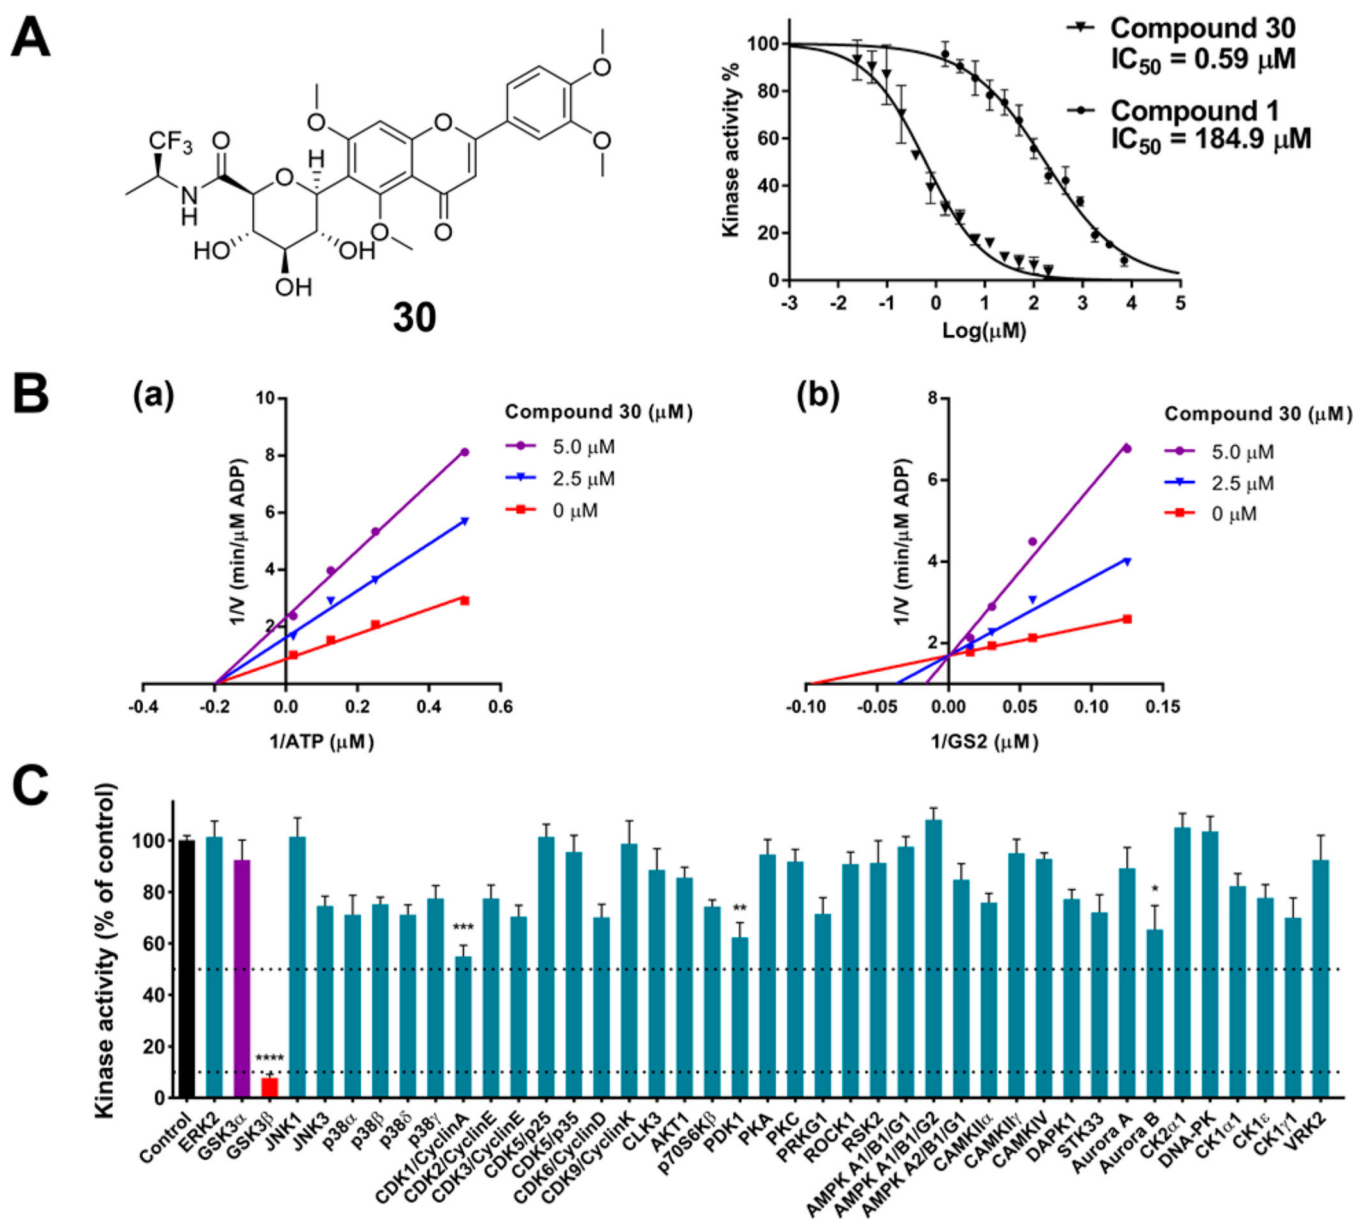 A
CF₃
O
N
H
O
H
O
O
O
O
O
O
HO
OH
OH
30
Kinase activity %
100
80
60
40
20
0
-3 -2 -1 0 1 2 3 4 5
Log(μM)
Compound 30
IC₅₀ = 0.59 μM
Compound 1
IC₅₀ = 184.9 μM
B
(a)
1/V (min/μM ADP)
10
8
6
4
2
-0.4 -0.2 0.0 0.2 0.4 0.6
1/ATP (μM)
Compound 30 (μM)
5.0 μM
2.5 μM
0 μM
(b)
1/V (min/μM ADP)
8
6
4
2
-0.10 -0.05 0.00 0.05 0.10 0.15
1/GS2 (μM)
Compound 30 (μM)
5.0 μM
2.5 μM
0 μM
C
Kinase activity (% of control)
100
80
60
40
20
0
****
***
**
*
Control
ERK2
GSK3α
GSK3β
JNK1
JNK3
p38α
p38β
p38δ
p38γ
CDK1/CyclinA
CDK2/CyclinE
CDK3/CyclinE
CDK5/p25
CDK5/p35
CDK6/CyclinD
CDK9/CyclinK
CLK3
AKT1
p70S6Kβ
PDK1
PKA
PKC
PRKG1
ROCK1
RSK2
AMPK A1/B1/G1
AMPK A1/B1/G2
AMPK A2/B1/G1
CAMKIIα
CAMKIIγ
CAMKIV
DAPK1
STK33
Aurora A
Aurora B
CK2α1
DNA-PK
CK1α1
CK1ε
CK1γ1
VRK2